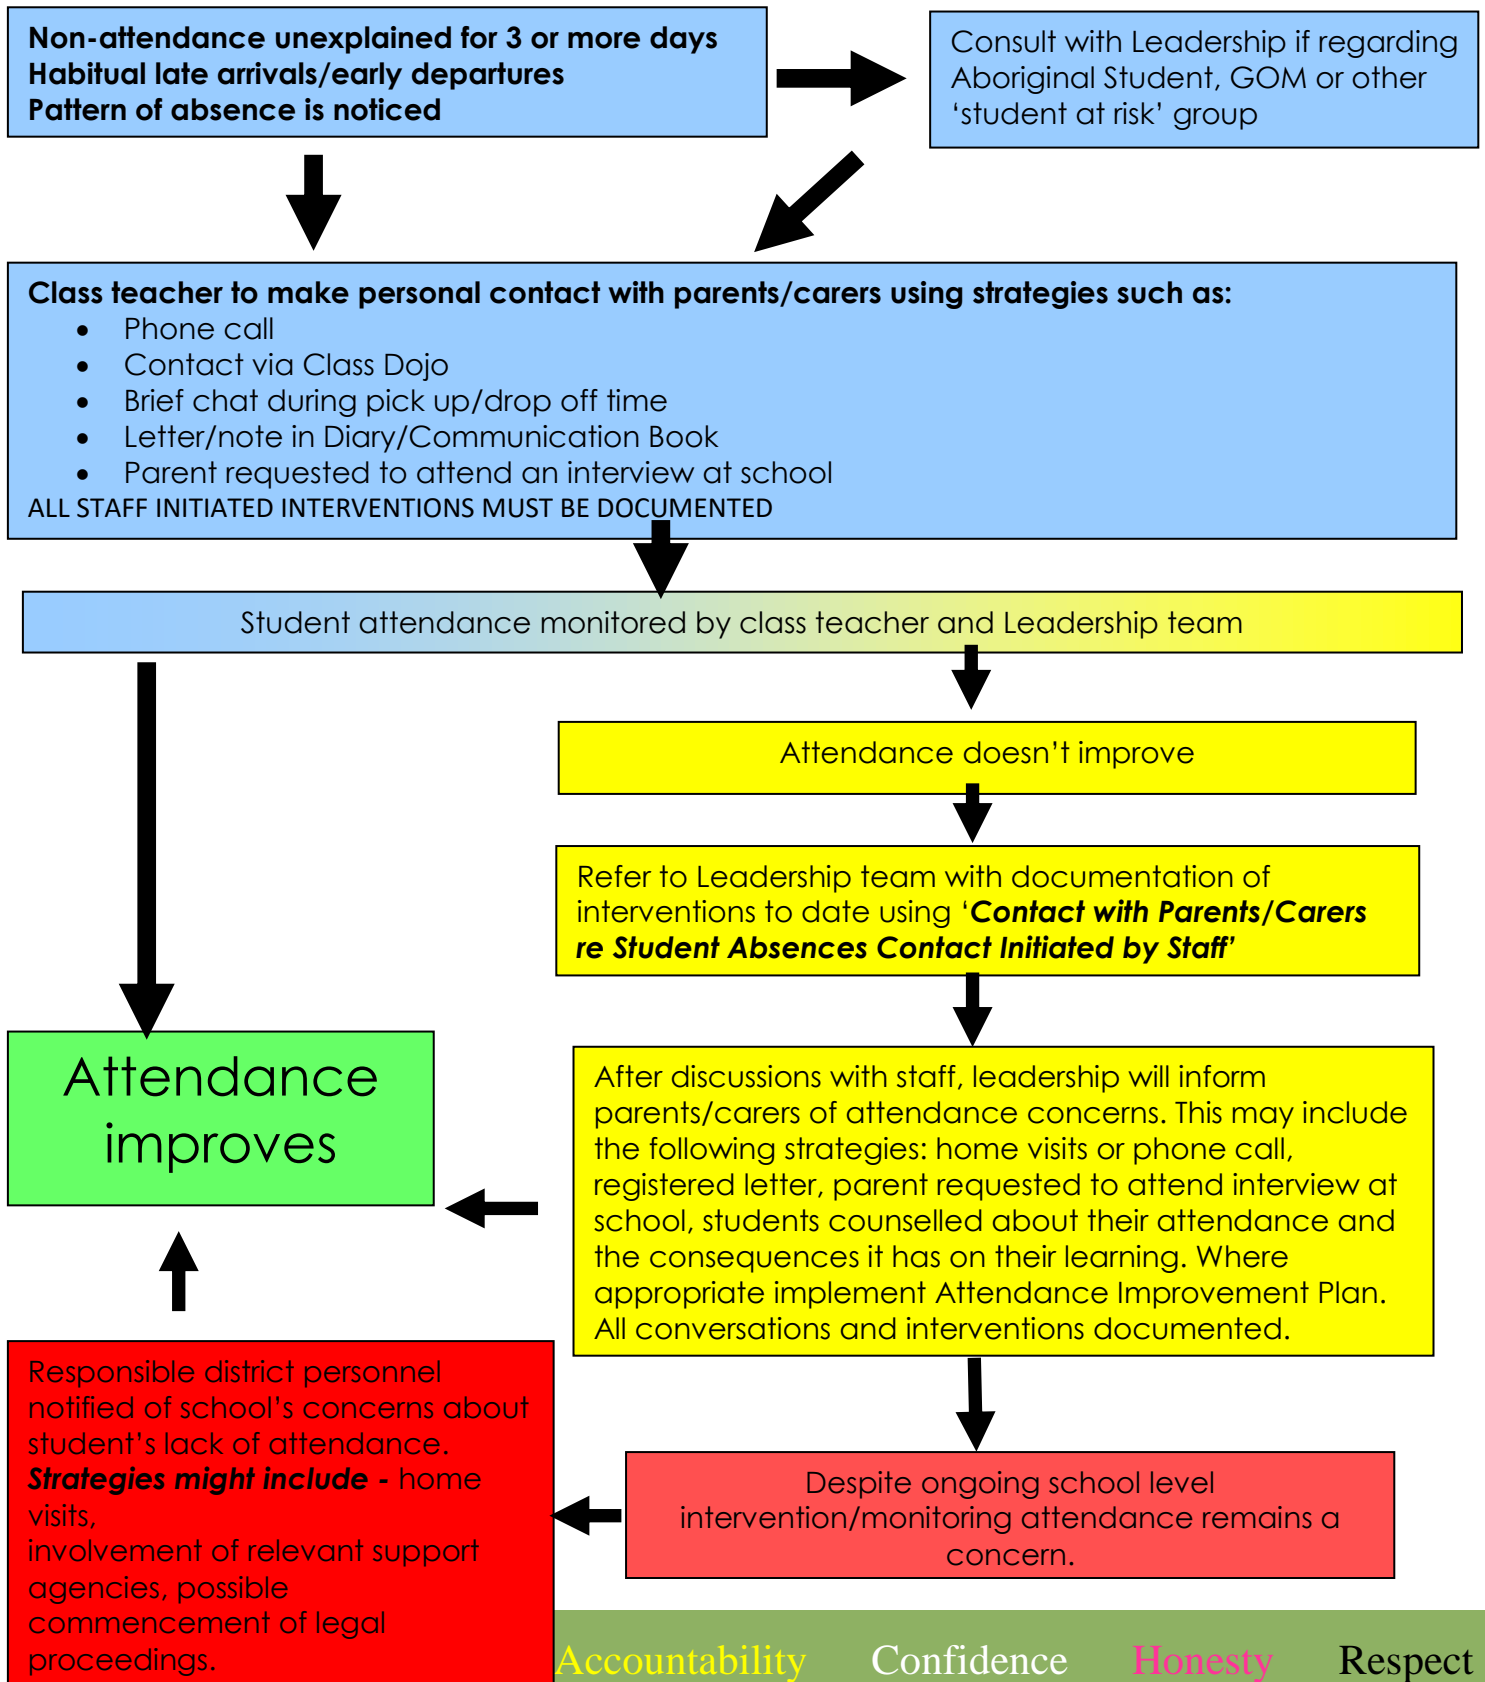 Non-attendance unexplained for 3 or more days
Habitual late arrivals/early departures
Pattern of absence is noticed
Consult with Leadership if regarding
Aboriginal Student, GOM or other
‘student at risk’ group
Class teacher to make personal contact with parents/carers using strategies such as:
• Phone call
• Contact via Class Dojo
• Brief chat during pick up/drop off time
• Letter/note in Diary/Communication Book
• Parent requested to attend an interview at school
ALL STAFF INITIATED INTERVENTIONS MUST BE DOCUMENTED
Student attendance monitored by class teacher and Leadership team
Attendance doesn’t improve
Refer to Leadership team with documentation of
interventions to date using ‘Contact with Parents/Carers
re Student Absences Contact Initiated by Staff’
Attendance
improves
After discussions with staff, leadership will inform
parents/carers of attendance concerns. This may include
the following strategies: home visits or phone call,
registered letter, parent requested to attend interview at
school, students counselled about their attendance and
the consequences it has on their learning. Where
appropriate implement Attendance Improvement Plan.
All conversations and interventions documented.
Despite ongoing school level
intervention/monitoring attendance remains a
concern.
Responsible district personnel
notified of school’s concerns about
student’s lack of attendance.
Strategies might include - home
visits,
involvement of relevant support
agencies, possible
commencement of legal
proceedings.
Accountability Confidence Honesty Respect